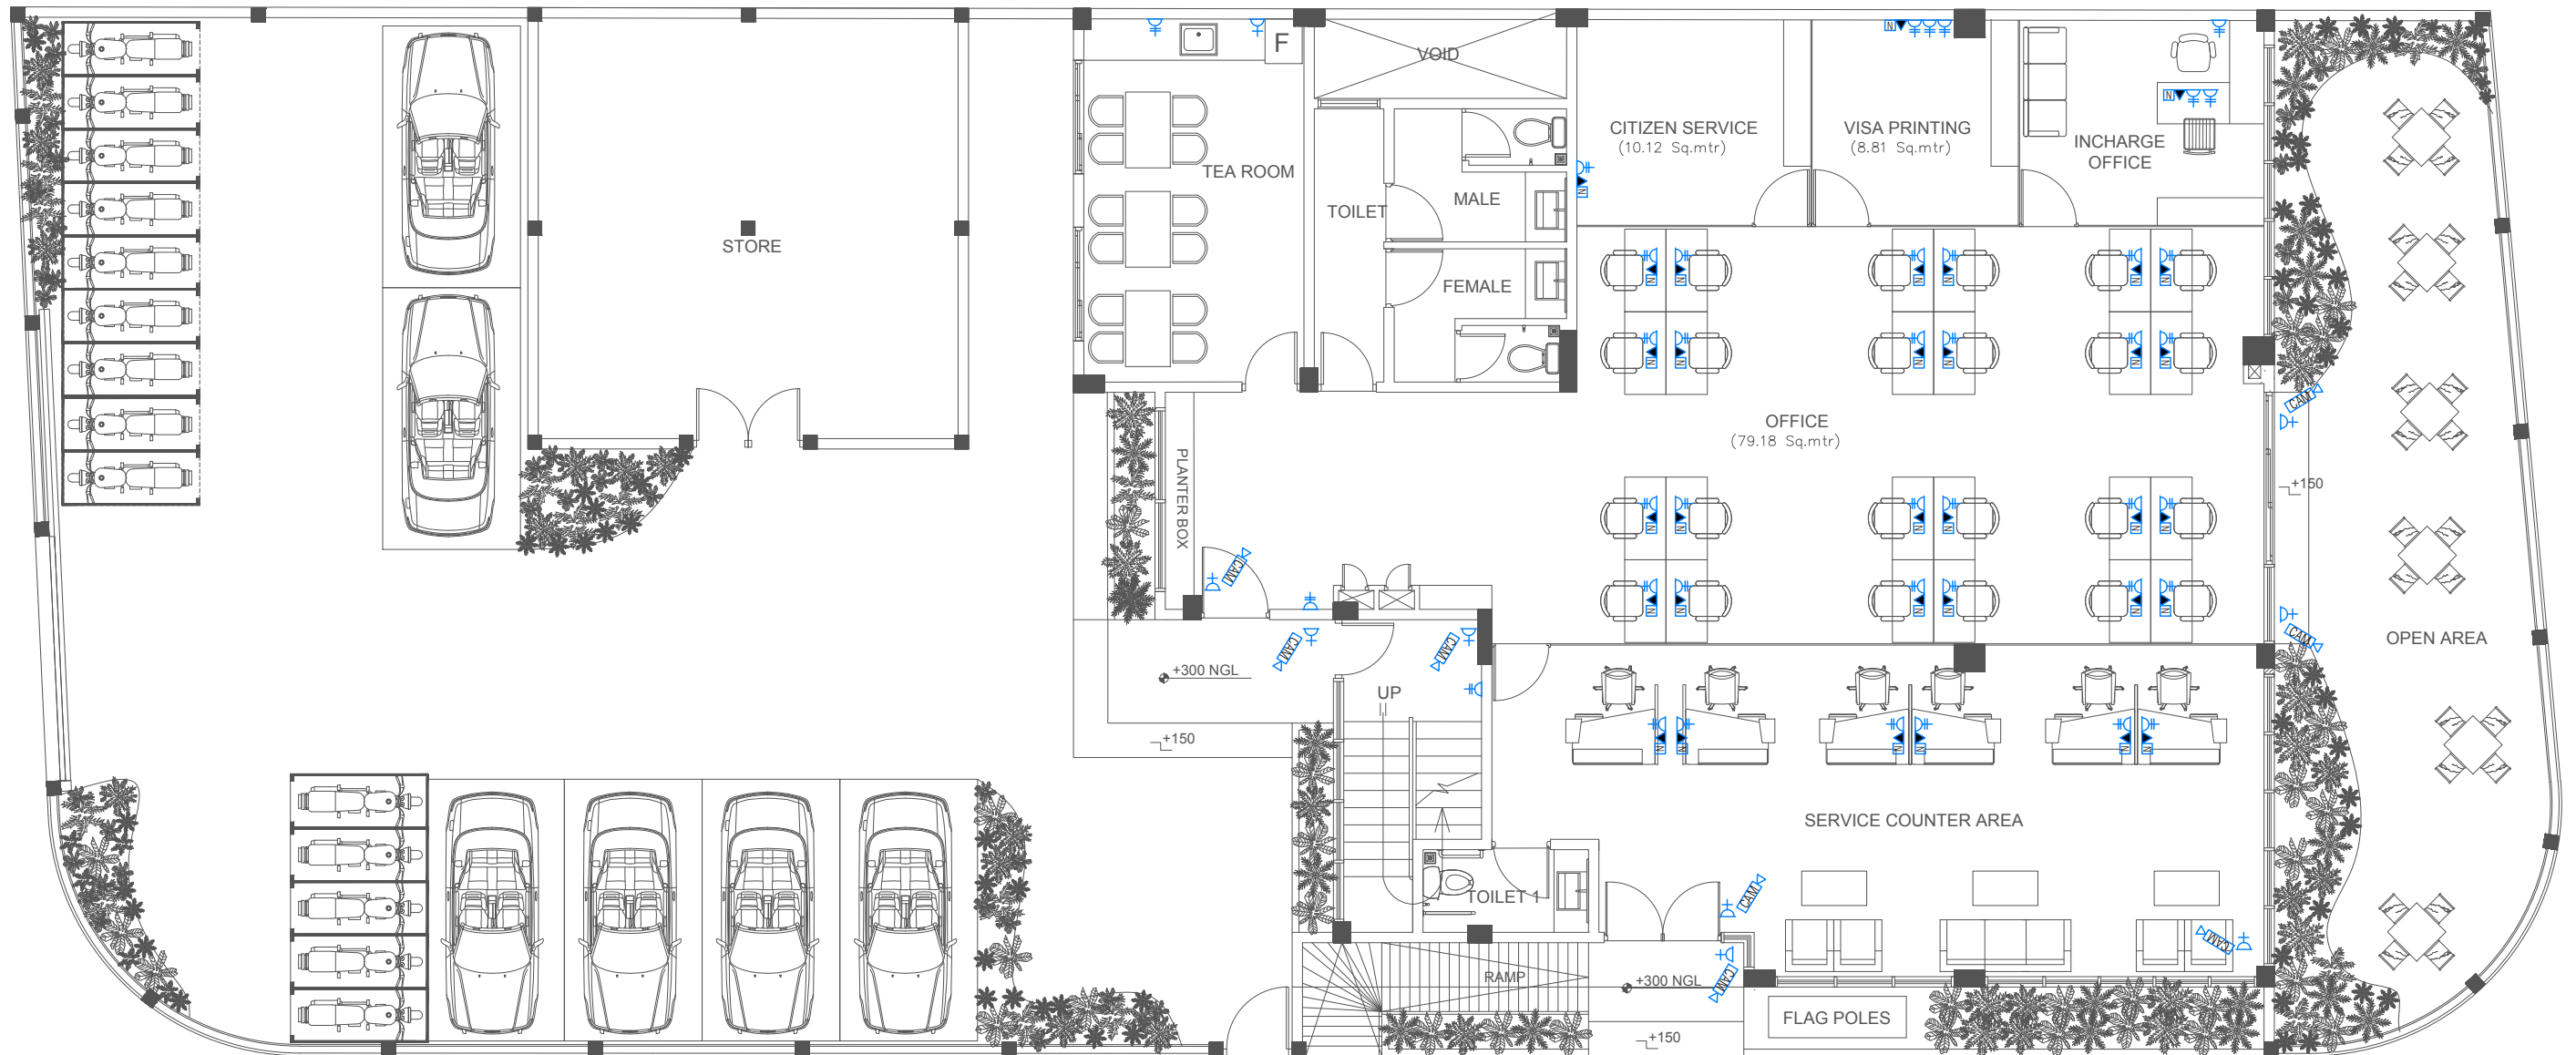 F
VOID
CITIZEN SERVICE
(10.12 Sq.mtr)
VISA PRINTING
(8.81 Sq.mtr)
INCHARGE
OFFICE
N
N
N
TEA ROOM
TOILET
MALE
FEMALE
STORE
N N N N N N
N N N N N N
OFFICE
(79.18 Sq.mtr)
CAM
+150
PLANTER BOX
N N N N N N
N N N N N N
CAM
CAM
CAM
CAM
OPEN AREA
+300 NGL
UP
+150
N N N N N N
SERVICE COUNTER AREA
TOILET 1
CAM
CAM
RAMP
+300 NGL
CAM
FLAG POLES
+150